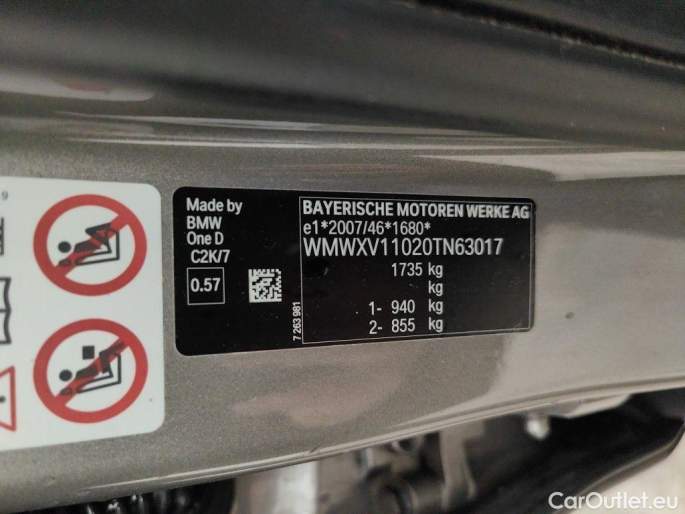 9
Made by
BMW
One D
C2K/7
0.57
7 263 981
BAYERISCHE MOTOREN WERKE AG
e1*2007/46*1680*
WMWXV11020TN63017
1735 kg
kg
1- 940 kg
2- 855 kg
CarOutlet.eu